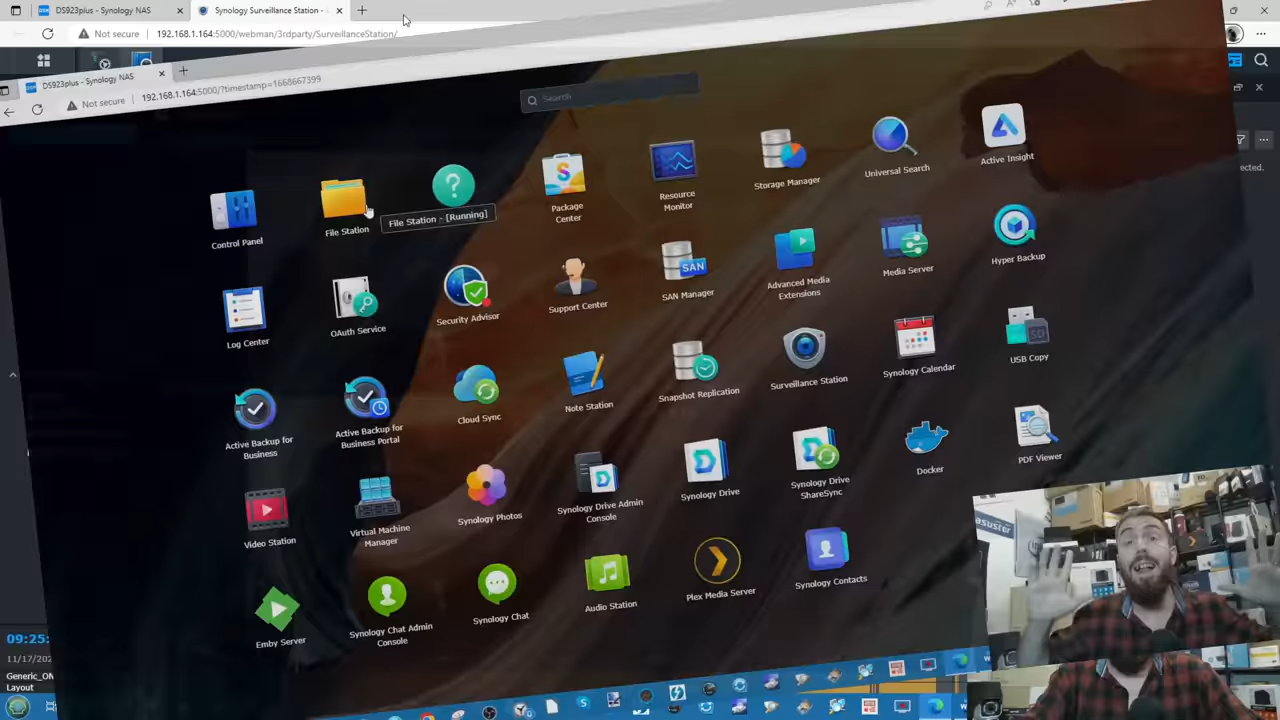 DS923plus - Synology NAS
Synology Surveillance Station -
Not secure
192.168.1.164:5000/webman/3rdparty/SurveillanceStation/
DS923plus - Synology NAS
Not secure
192.168.1.164:5000/?timestamp=1668667399
Search
Control Panel
File Station
File Station - [Running]
Package
Center
Resource
Monitor
Storage Manager
Universal Search
Active Insight
Log Center
OAuth Service
Security Advisor
Support Center
SAN
SAN Manager
Advanced Media
Extensions
Media Server
Hyper Backup
Active Backup for
Business
Active Backup for
Business Portal
Cloud Sync
Note Station
Snapshot Replication
Surveillance Station
Synology Calendar
USB Copy
Video Station
Virtual Machine
Manager
Synology Photos
Synology Drive Admin
Console
Synology Drive
Synology Drive
ShareSync
Docker
PDF Viewer
Emby Server
Synology Chat Admin
Console
Synology Chat
Audio Station
Plex Media Server
Synology Contacts
09:25:
11/17/202
Generic_ON
Layout
ected.
asustor